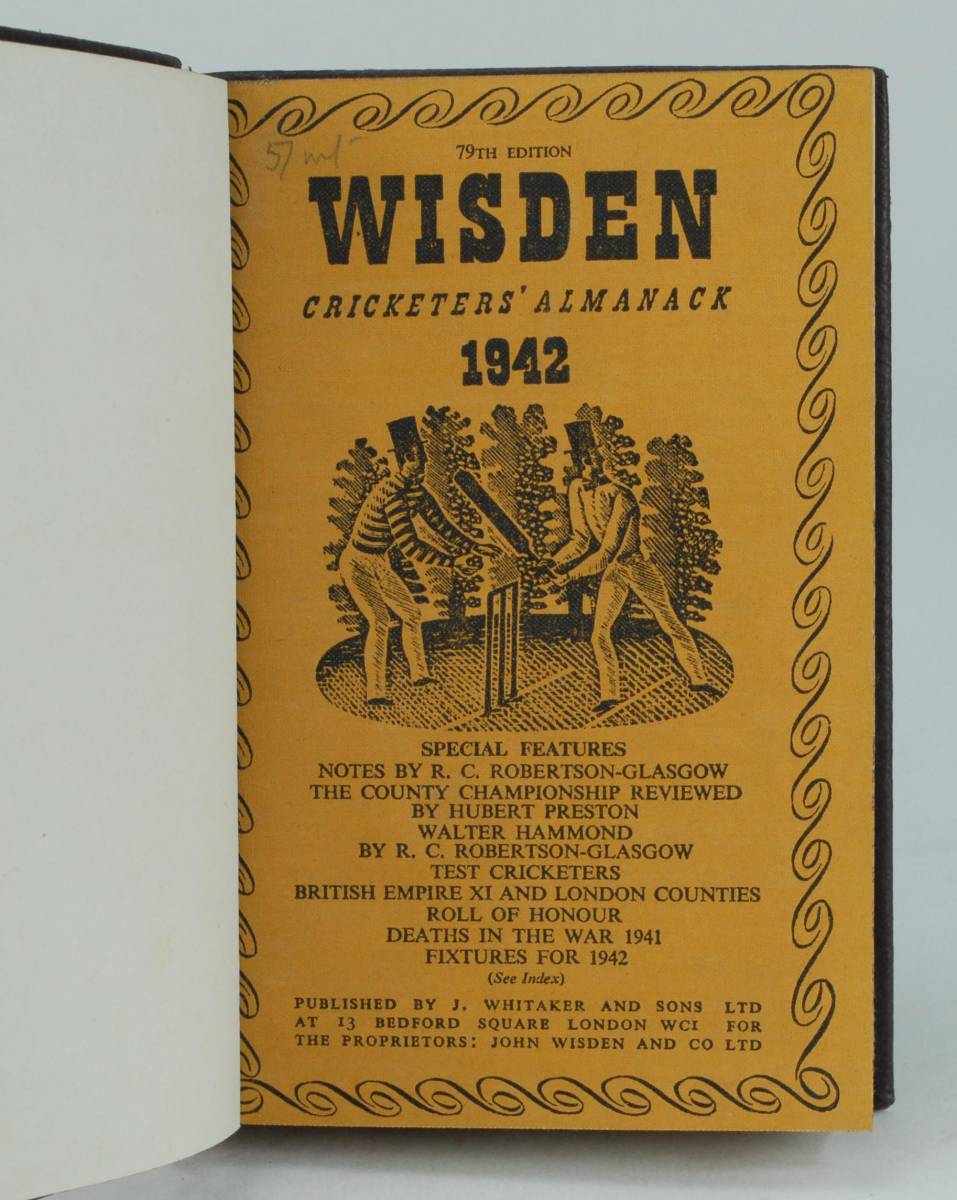 79TH EDITION
WISDEN
CRICKETERS' ALMANACK
1942
SPECIAL FEATURES
NOTES BY R. C. ROBERTSON-GLASGOW
THE COUNTY CHAMPIONSHIP REVIEWED
BY HUBERT PRESTON
WALTER HAMMOND
BY R. C. ROBERTSON-GLASGOW
TEST CRICKETERS
BRITISH EMPIRE XI AND LONDON COUNTIES
ROLL OF HONOUR
DEATHS IN THE WAR 1941
FIXTURES FOR 1942
(See Index)
PUBLISHED BY J. WHITAKER AND SONS LTD
AT 13 BEDFORD SQUARE LONDON WC1 FOR
THE PROPRIETORS: JOHN WISDEN AND CO LTD